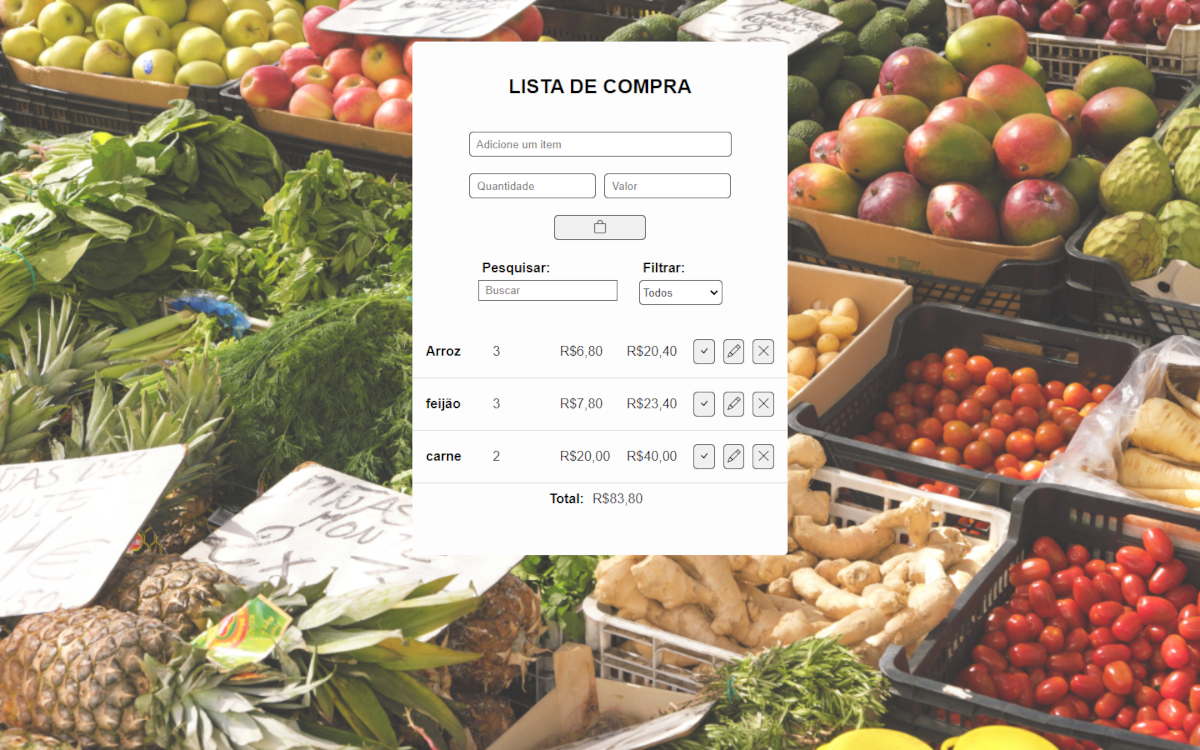 LISTA DE COMPRA
Adicione um item
Quantidade Valor
Pesquisar: Filtrar:
Buscar Todos
Arroz 3 R$6,80 R$20,40
feijão 3 R$7,80 R$23,40
carne 2 R$20,00 R$40,00
Total: R$83,80